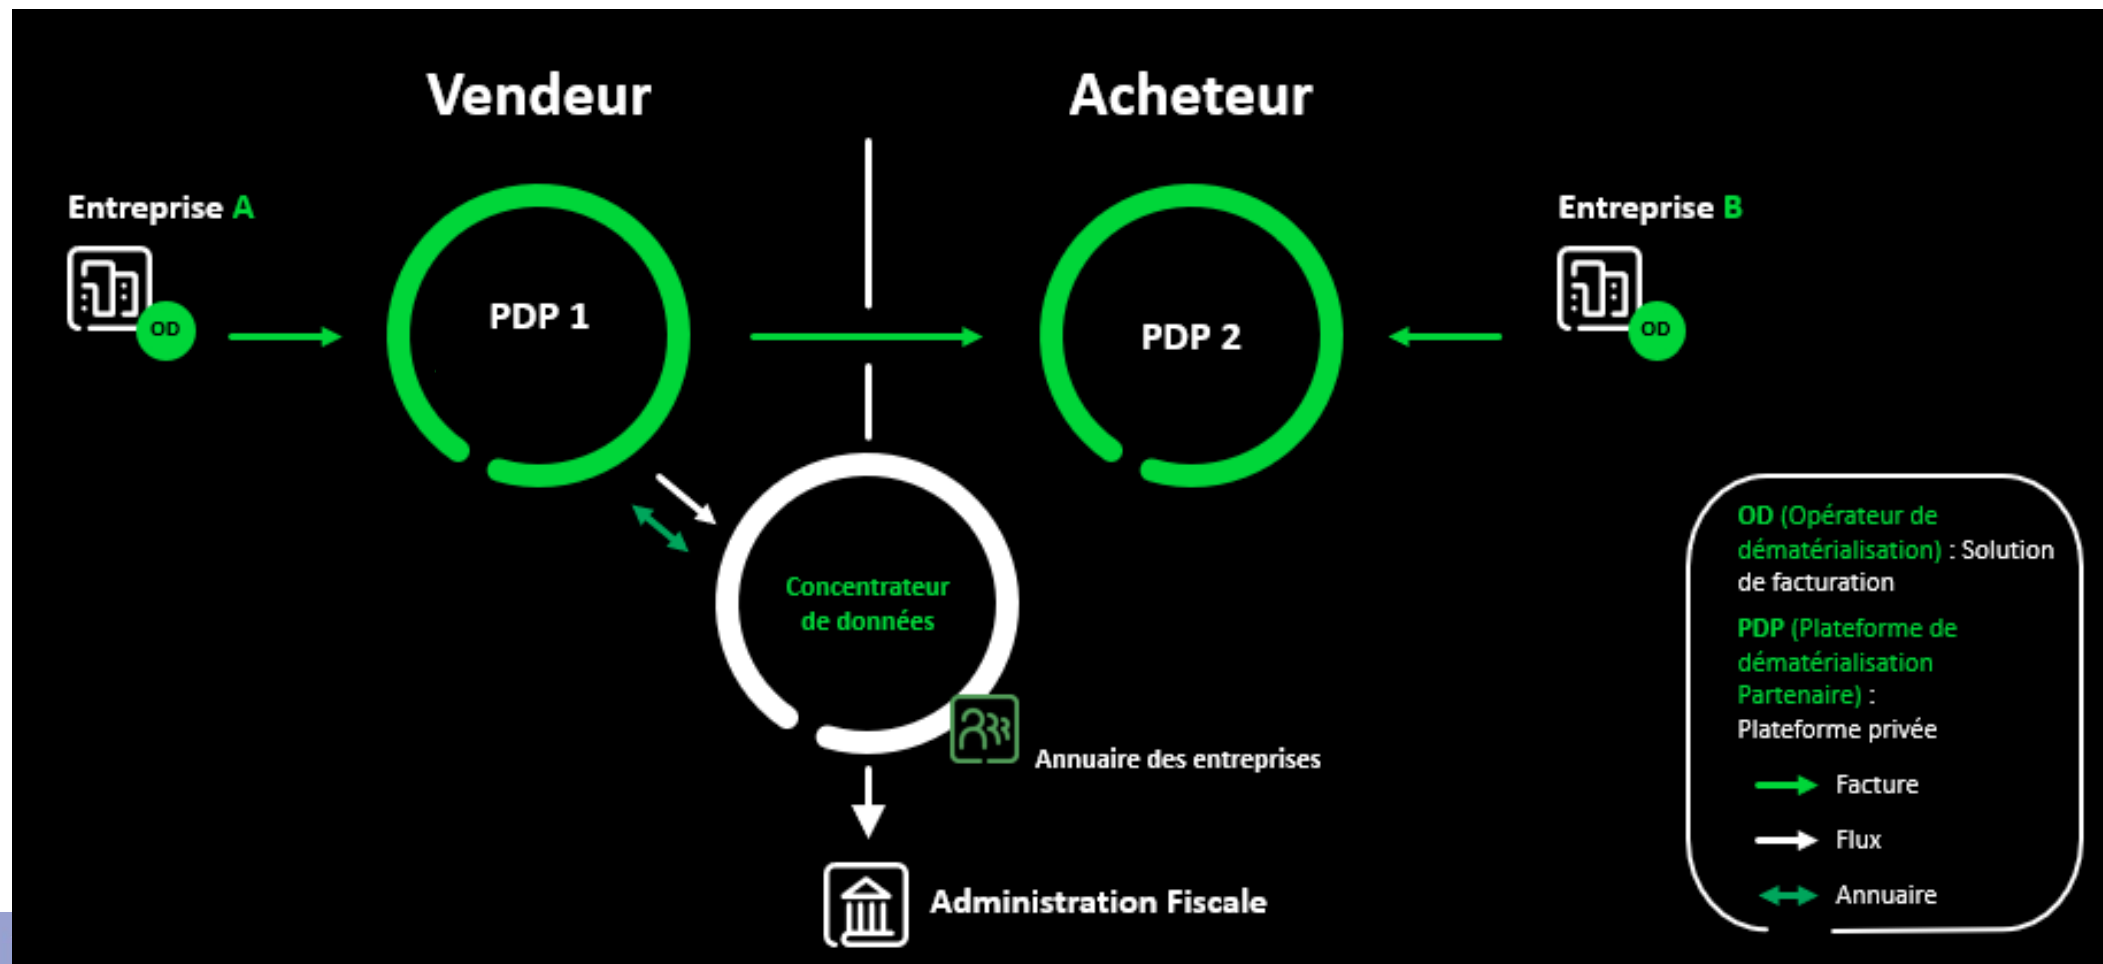 Vendeur
Acheteur
Entreprise A
OD
PDP 1
PDP 2
Entreprise B
OD
Concentrateur
de données
Annuaire des entreprises
Administration Fiscale
OD (Opérateur de
dématérialisation) : Solution
de facturation
PDP (Plateforme de
dématérialisation
Partenaire) :
Plateforme privée
Facture
Flux
Annuaire